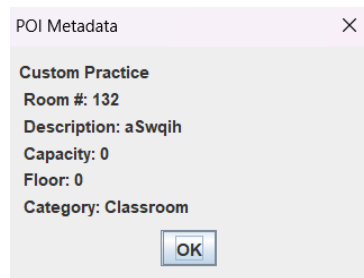 POI Metadata
Custom Practice
Room #: 132
Description: aSwqih
Capacity: 0
Floor: 0
Category: Classroom
OK